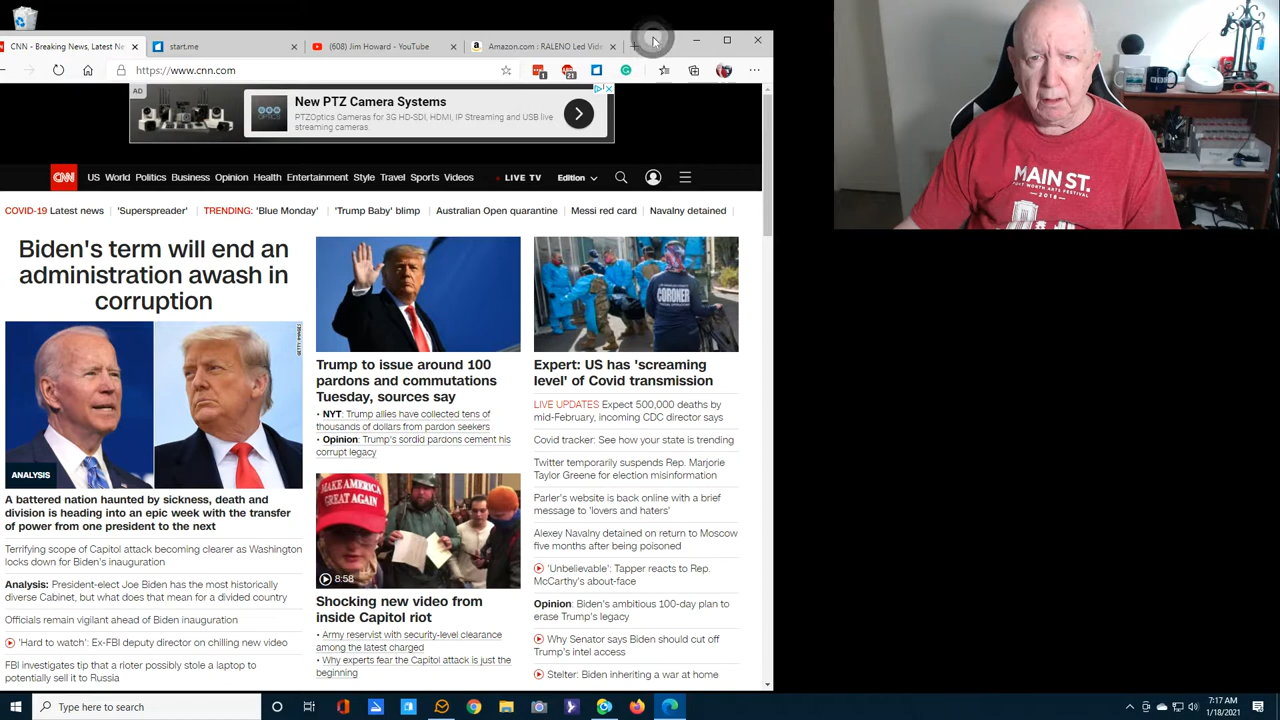 CNN - Breaking News, Latest Ne
start.me
(608) Jim Howard - YouTube
Amazon.com : RALENO Led Vide
https://www.cnn.com
1
21
AD
New PTZ Camera Systems
PTZOptics Cameras for 3G HD-SDI, HDMI, IP Streaming and USB live
streaming cameras.
CNN US World Politics Business Opinion Health Entertainment Style Travel Sports Videos LIVE TV Edition
COVID-19 Latest news 'Superspreader' TRENDING: 'Blue Monday' 'Trump Baby' blimp Australian Open quarantine Messi red card Navalny detained
Biden's term will end an
administration awash in
corruption
GETTY IMAGES
ANALYSIS
A battered nation haunted by sickness, death and
division is heading into an epic week with the transfer
of power from one president to the next
Terrifying scope of Capitol attack becoming clearer as Washington
locks down for Biden's inauguration
Analysis: President-elect Joe Biden has the most historically
diverse Cabinet, but what does that mean for a divided country
Officials remain vigilant ahead of Biden inauguration
'Hard to watch': Ex-FBI deputy director on chilling new video
FBI investigates tip that a rioter possibly stole a laptop to
potentially sell it to Russia
Trump to issue around 100
pardons and commutations
Tuesday, sources say
• NYT: Trump allies have collected tens of
thousands of dollars from pardon seekers
• Opinion: Trump's sordid pardons cement his
corrupt legacy
MAKE AMERICA
GREAT AGAIN
8:58
Shocking new video from
inside Capitol riot
• Army reservist with security-level clearance
among the latest charged
• Why experts fear the Capitol attack is just the
beginning
CORONER
Expert: US has 'screaming
level' of Covid transmission
LIVE UPDATES Expect 500,000 deaths by
mid-February, incoming CDC director says
Covid tracker: See how your state is trending
Twitter temporarily suspends Rep. Marjorie
Taylor Greene for election misinformation
Parler's website is back online with a brief
message to 'lovers and haters'
Alexey Navalny detained on return to Moscow
five months after being poisoned
'Unbelievable': Tapper reacts to Rep.
McCarthy's about-face
Opinion: Biden's ambitious 100-day plan to
erase Trump's legacy
Why Senator says Biden should cut off
Trump's intel access
Stelter: Biden inheriting a war at home
MAIN ST.
FORT WORTH ARTS FESTIVAL
2018
Type here to search
7:17 AM
1/18/2021